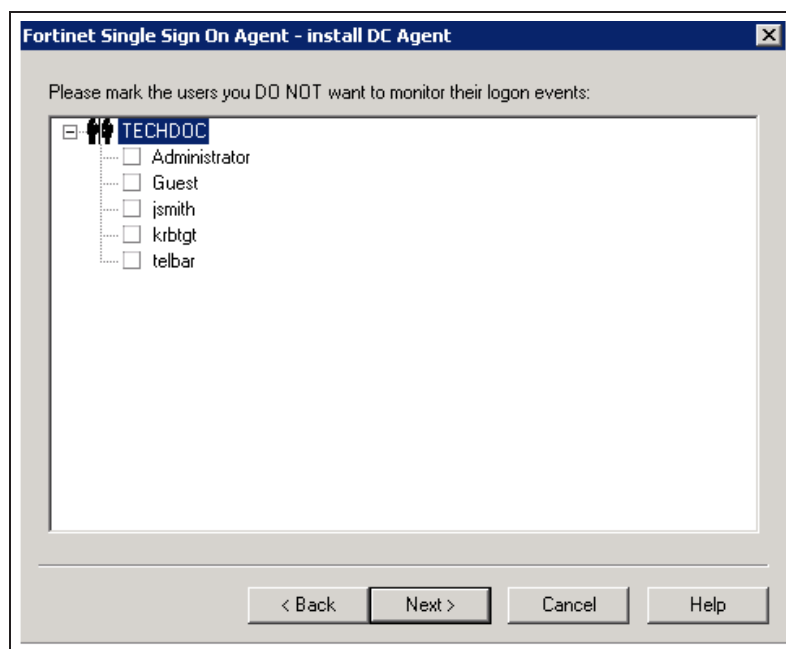 Fortinet Single Sign On Agent - install DC Agent
Please mark the users you DO NOT want to monitor their logon events:
TECHDOC
Administrator
Guest
jsmith
krbtgt
telbar
< Back Next > Cancel Help